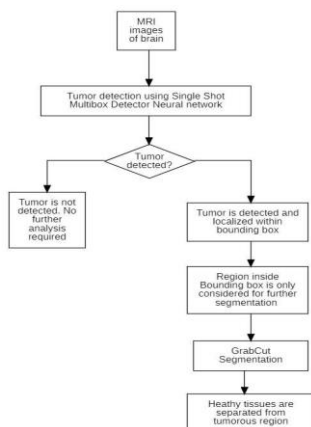 MRI
images
of brain
Tumor detection using Single Shot
Multibox Detector Neural network
Tumor
detected?
Tumor is not
detected. No
further
analysis
required
Tumor is detected and
localized within
bounding box
Region inside
Bounding box is only
considered for further
segmentation
GrabCut
Segmentation
Heathy tissues are
separated from
tumorous region